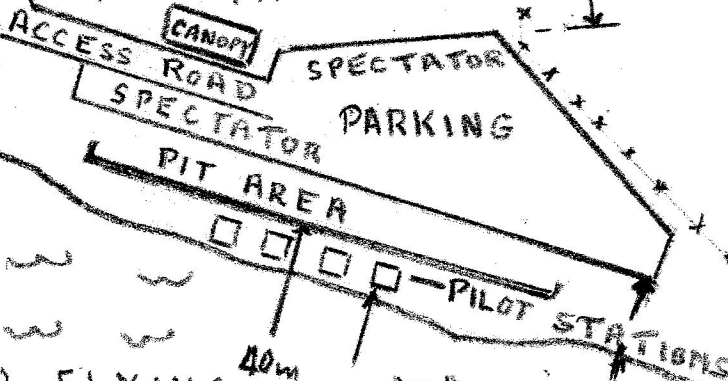 CANOPY
ACCESS ROAD
SPECTATOR
PARKING
SPECTATOR
PIT AREA
PILOT STATIONS
40m